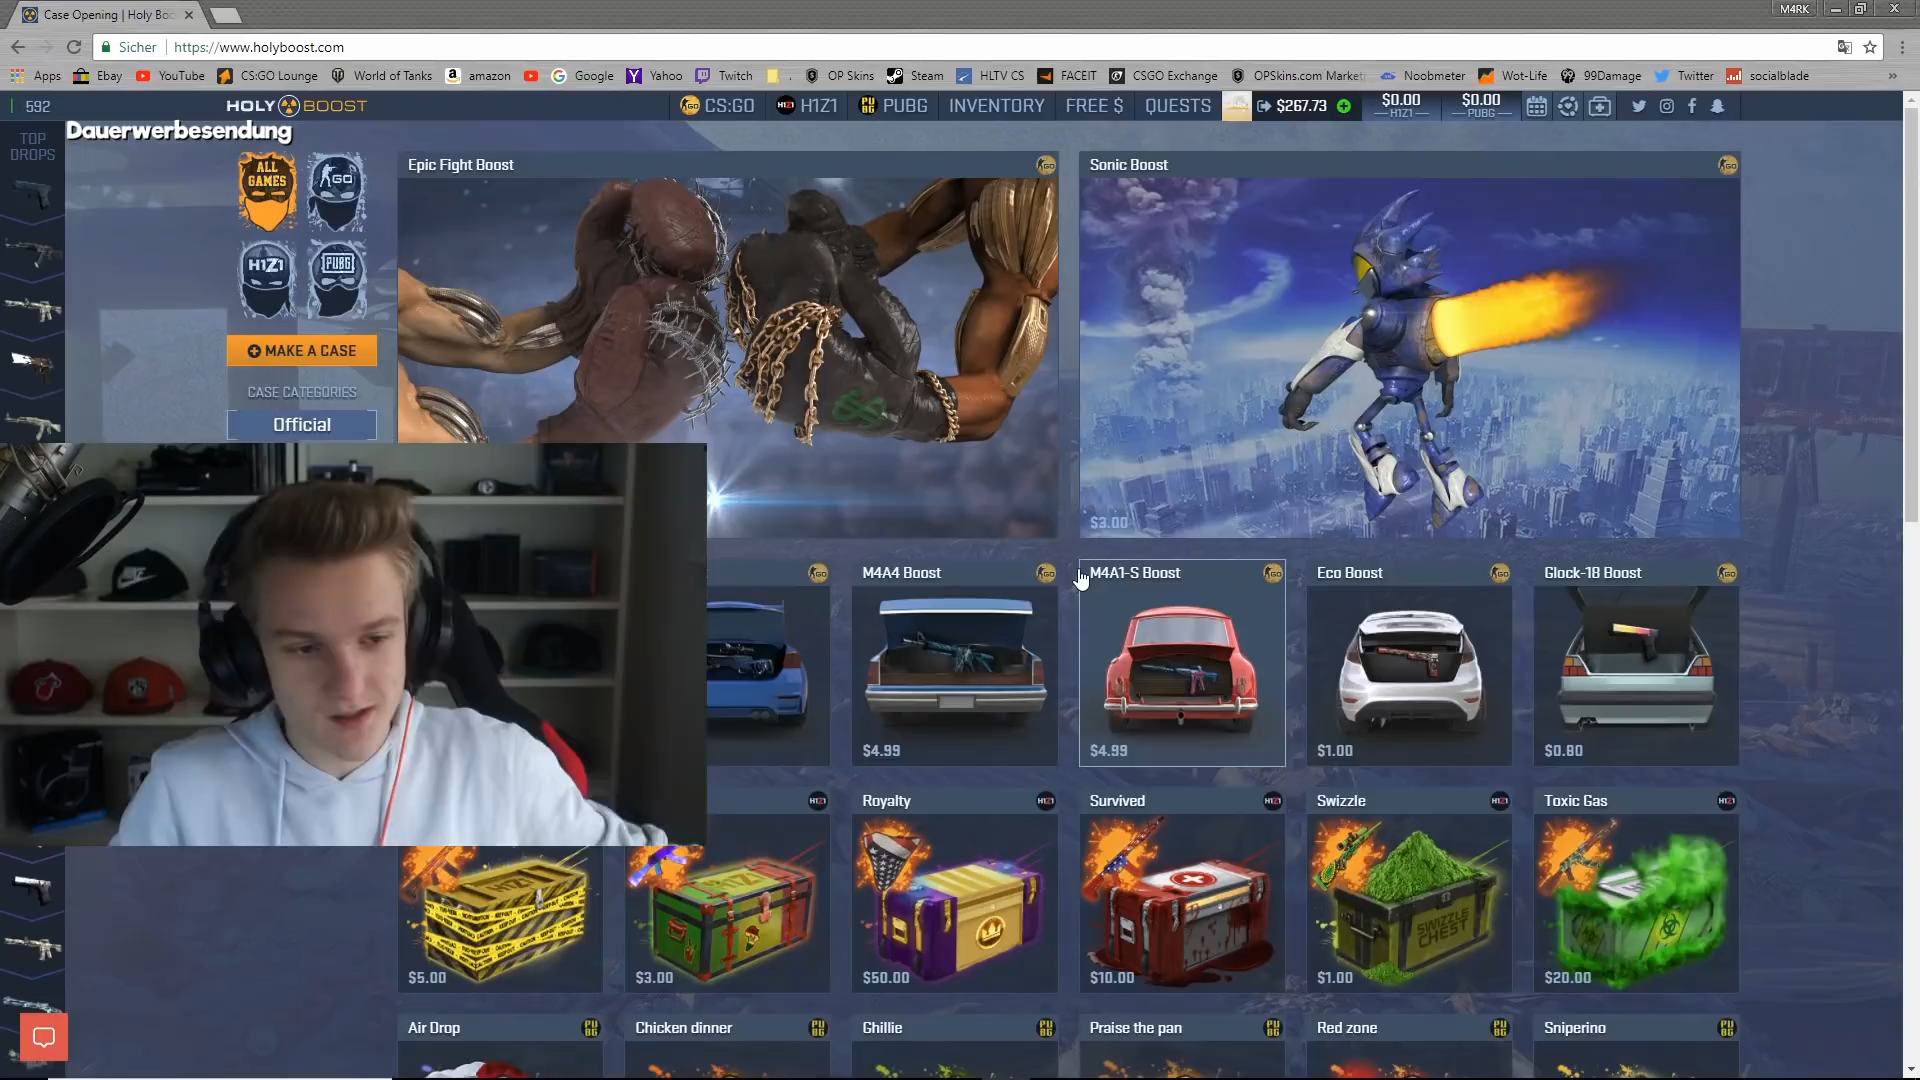 Case Opening | Holy Boo
M4RK
Sicher
https://www.holyboost.com
Apps
Ebay
YouTube
CS:GO Lounge
World of Tanks
amazon
Google
Yahoo
Twitch
.
OP Skins
Steam
HLTV CS
FACEIT
CSGO Exchange
OPSkins.com Market
Noobmeter
Wot-Life
99Damage
Twitter
socialblade
592
HOLY BOOST
CS:GO
H1Z1
PUBG
INVENTORY
FREE $
QUESTS
$267.73
$0.00
H1Z1
$0.00
PUBG
Dauerwerbesendung
TOP
DROPS
ALL
GAMES
GO
H1Z1
PUBG
MAKE A CASE
CASE CATEGORIES
Official
Epic Fight Boost
Sonic Boost
$3.00
M4A4 Boost
M4A1-S Boost
Eco Boost
Glock-18 Boost
$4.99
$4.99
$1.00
$0.80
Royalty
Survived
Swizzle
Toxic Gas
SWIZZLE
CHEST
$5.00
$3.00
$50.00
$10.00
$1.00
$20.00
Air Drop
Chicken dinner
Ghillie
Praise the pan
Red zone
Sniperino